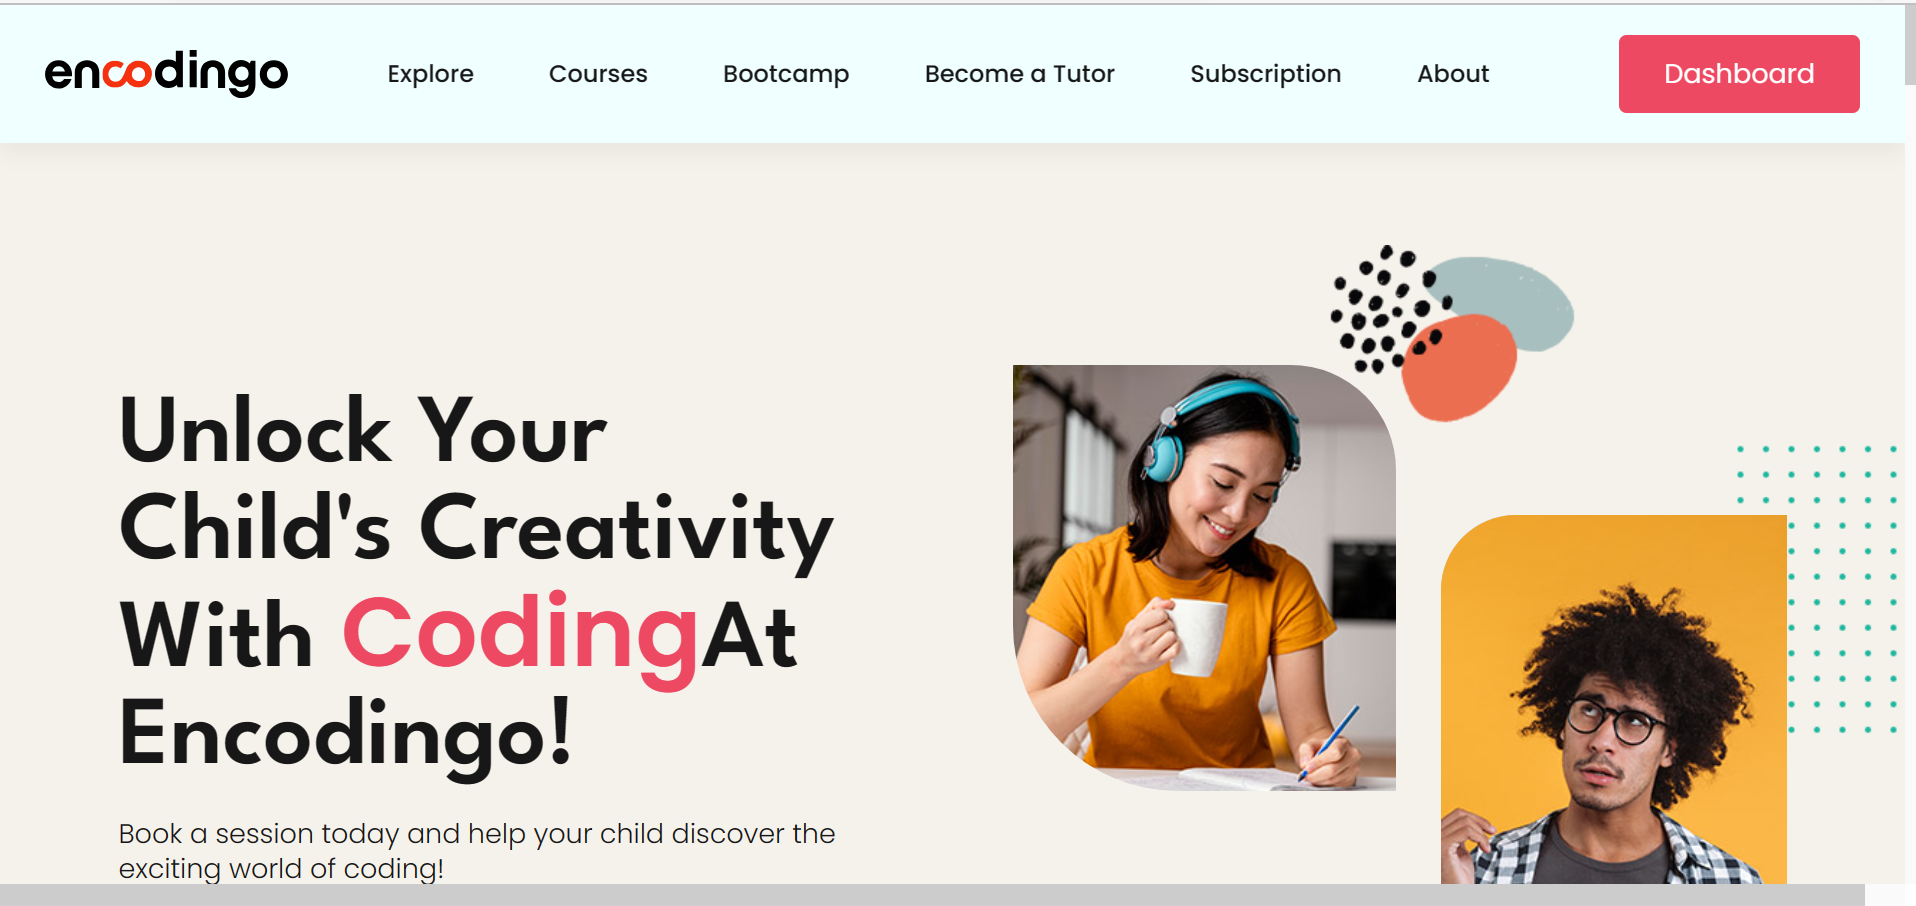 encodingo Explore Courses Bootcamp Become a Tutor Subscription About Dashboard
Unlock Your
Child's Creativity
With CodingAt
Encodingo!
Book a session today and help your child discover the
exciting world of coding!